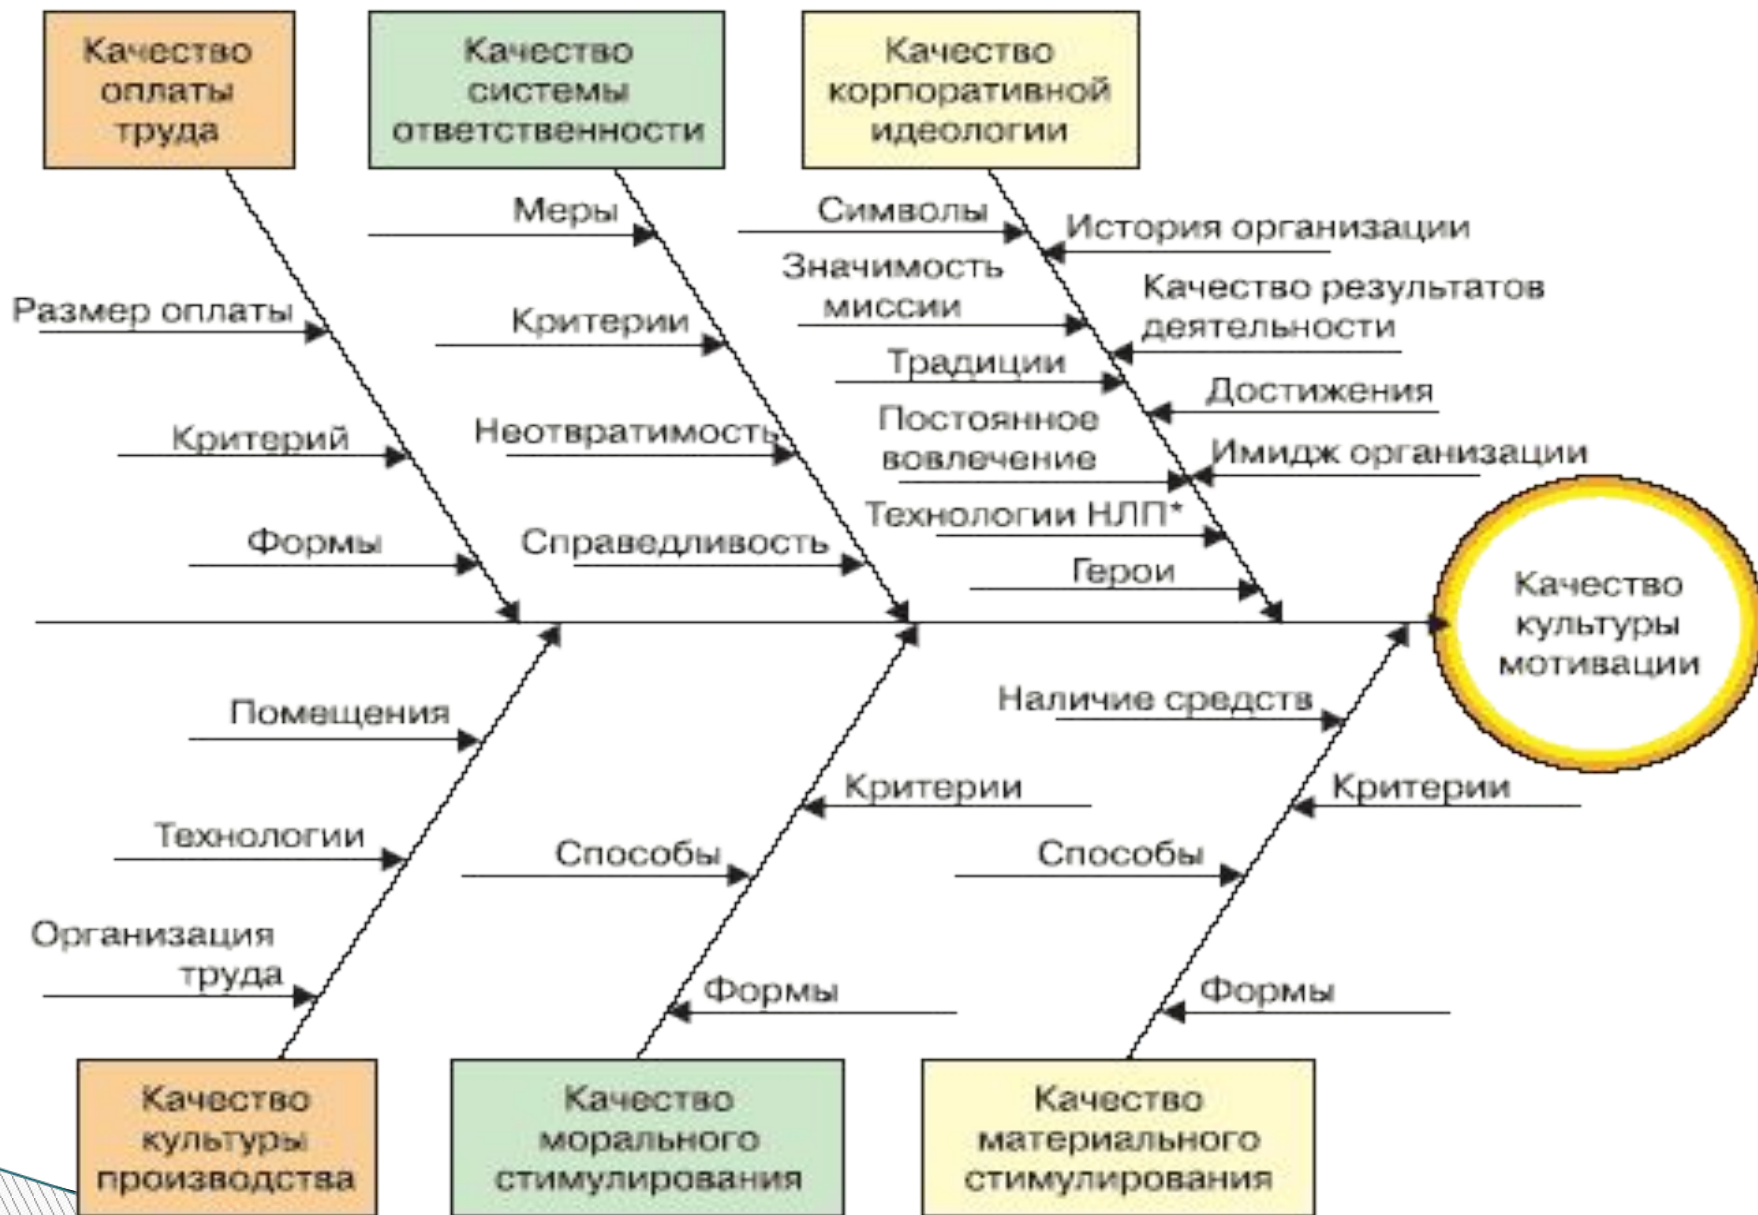 Качество
оплаты
труда
Качество
системы
ответственности
Качество
корпоративной
идеологии
Размер оплаты
Критерий
Формы
Меры
Критерии
Неотвратимость
Справедливость
Символы
Значимость
миссии
Традиции
Постоянное
вовлечение
Технологии НЛП*
Герои
История организации
Качество результатов
деятельности
Достижения
Имидж организации
Качество
культуры
мотивации
Помещения
Технологии
Организация
труда
Критерии
Способы
Формы
Наличие средств
Критерии
Способы
Формы
Качество
культуры
производства
Качество
морального
стимулирования
Качество
материального
стимулирования